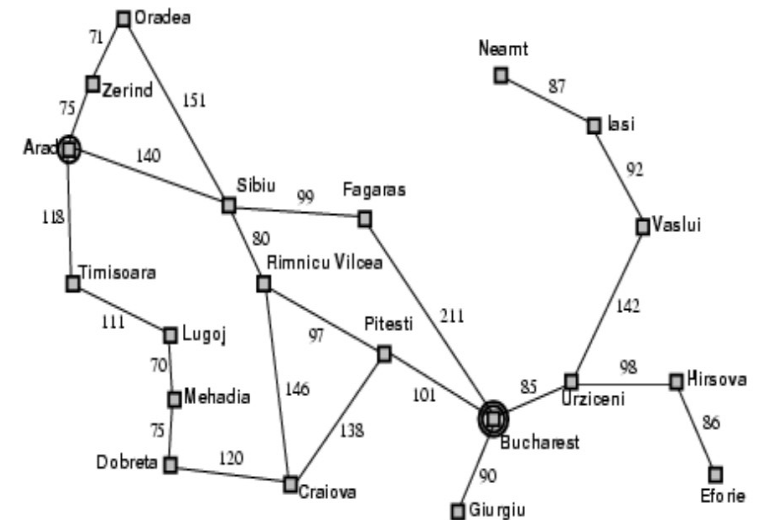 Oradea
71
Neamt
Zerind
87
75
151
Iasi
Arad
140
Sibiu
92
99
Fagaras
118
80
Vaslui
Timisoara
Rimnicu Vilcea
111
Lugoj
97
Pitesti
211
142
70
Mehadia
146
101
85
98
Hirsova
Urziceni
75
138
86
Bucharest
Dobreta
120
90
Craiova
Eforie
Giurgiu